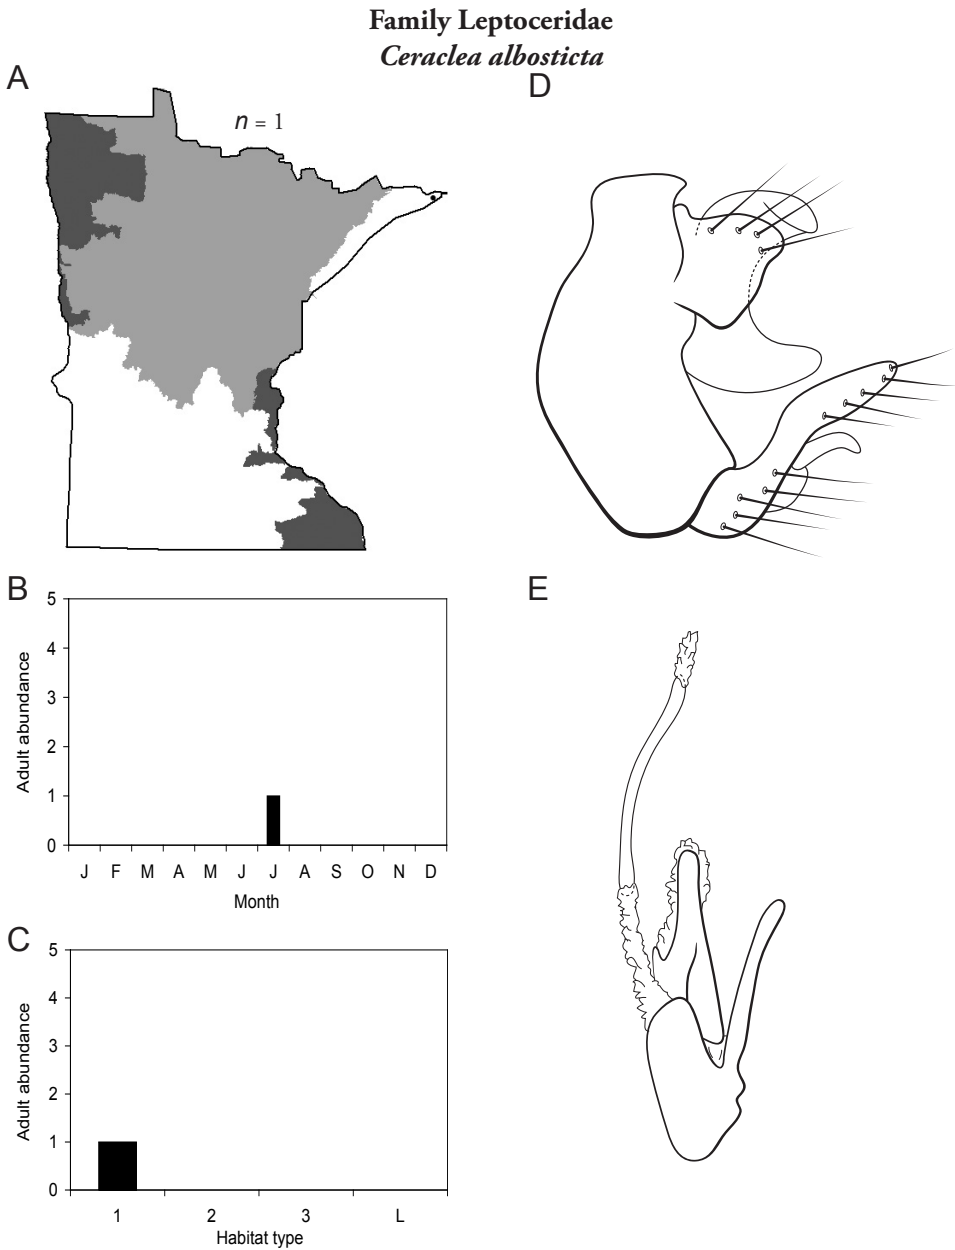 Family Leptoceridae
Ceraclea albosticta
A
n = 1
D
B
5
4
3
2
1
0
Adult abundance
J F M A M J J A S O N D
Month
C
5
4
3
2
1
0
Adult abundance
1 2 3 L
Habitat type
E